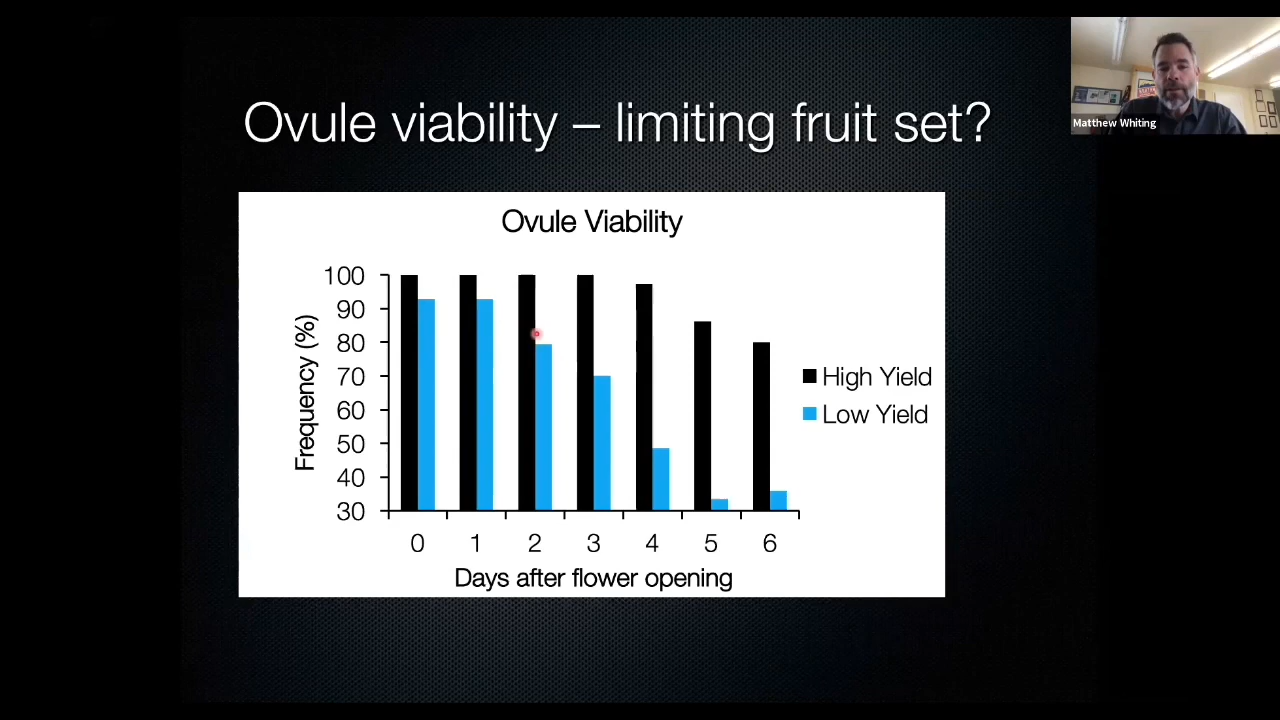 Ovule viability – limiting fruit set?
Matthew Whiting
Ovule Viability
Frequency (%)
100
90
80
70
60
50
40
30
0 1 2 3 4 5 6
Days after flower opening
High Yield
Low Yield